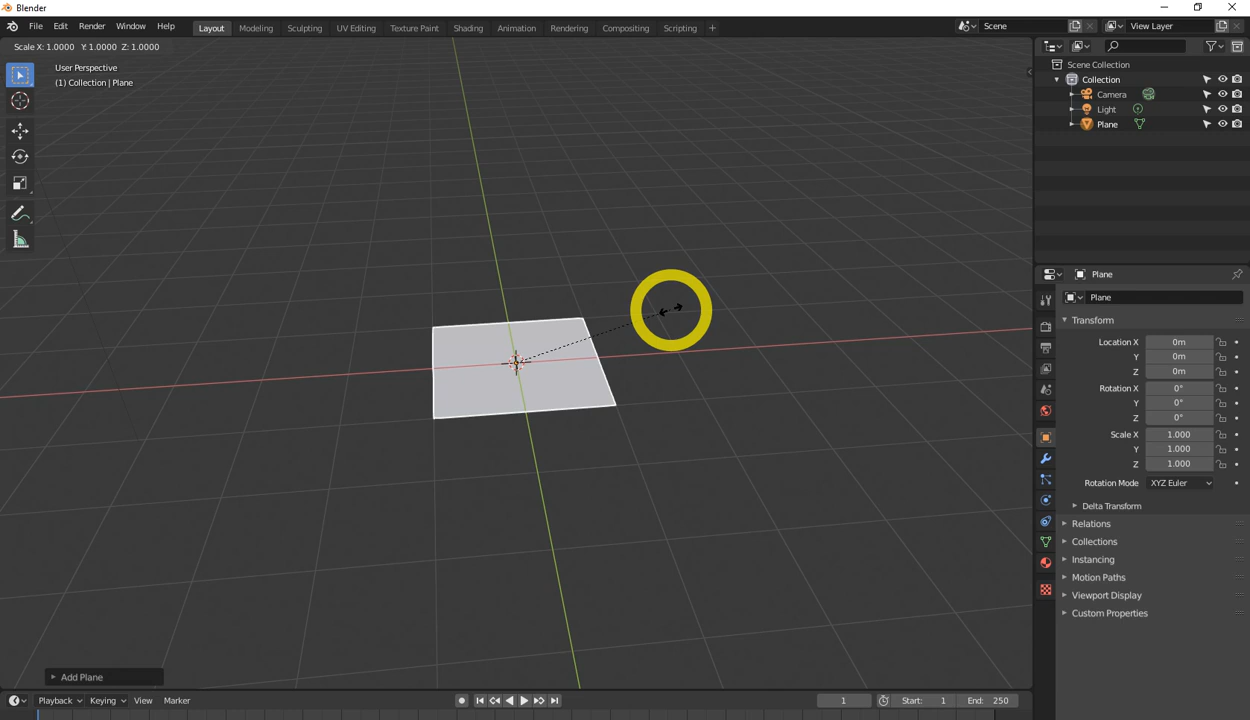 Blender
File Edit Render Window Help Layout Modeling Sculpting UV Editing Texture Paint Shading Animation Rendering Compositing Scripting + Scene View Layer
Scale X: 1.0000 Y: 1.0000 Z: 1.0000
User Perspective
(1) Collection | Plane
Scene Collection
Collection
Camera
Light
Plane
Plane
Plane
Transform
Location X 0m
Y 0m
Z 0m
Rotation X 0°
Y 0°
Z 0°
Scale X 1.000
Y 1.000
Z 1.000
Rotation Mode XYZ Euler
Delta Transform
Relations
Collections
Instancing
Motion Paths
Viewport Display
Custom Properties
Add Plane
Playback Keying View Marker 1 Start: 1 End: 250